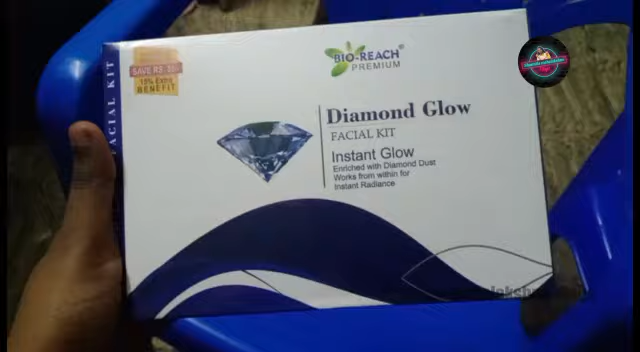 FACIAL KIT
SAVE RS.
15% Extra
BENEFIT
BIO-REACH®
PREMIUM
Diamond Glow
FACIAL KIT
Instant Glow
Enriched with Diamond Dust
Works from within for
Instant Radiance